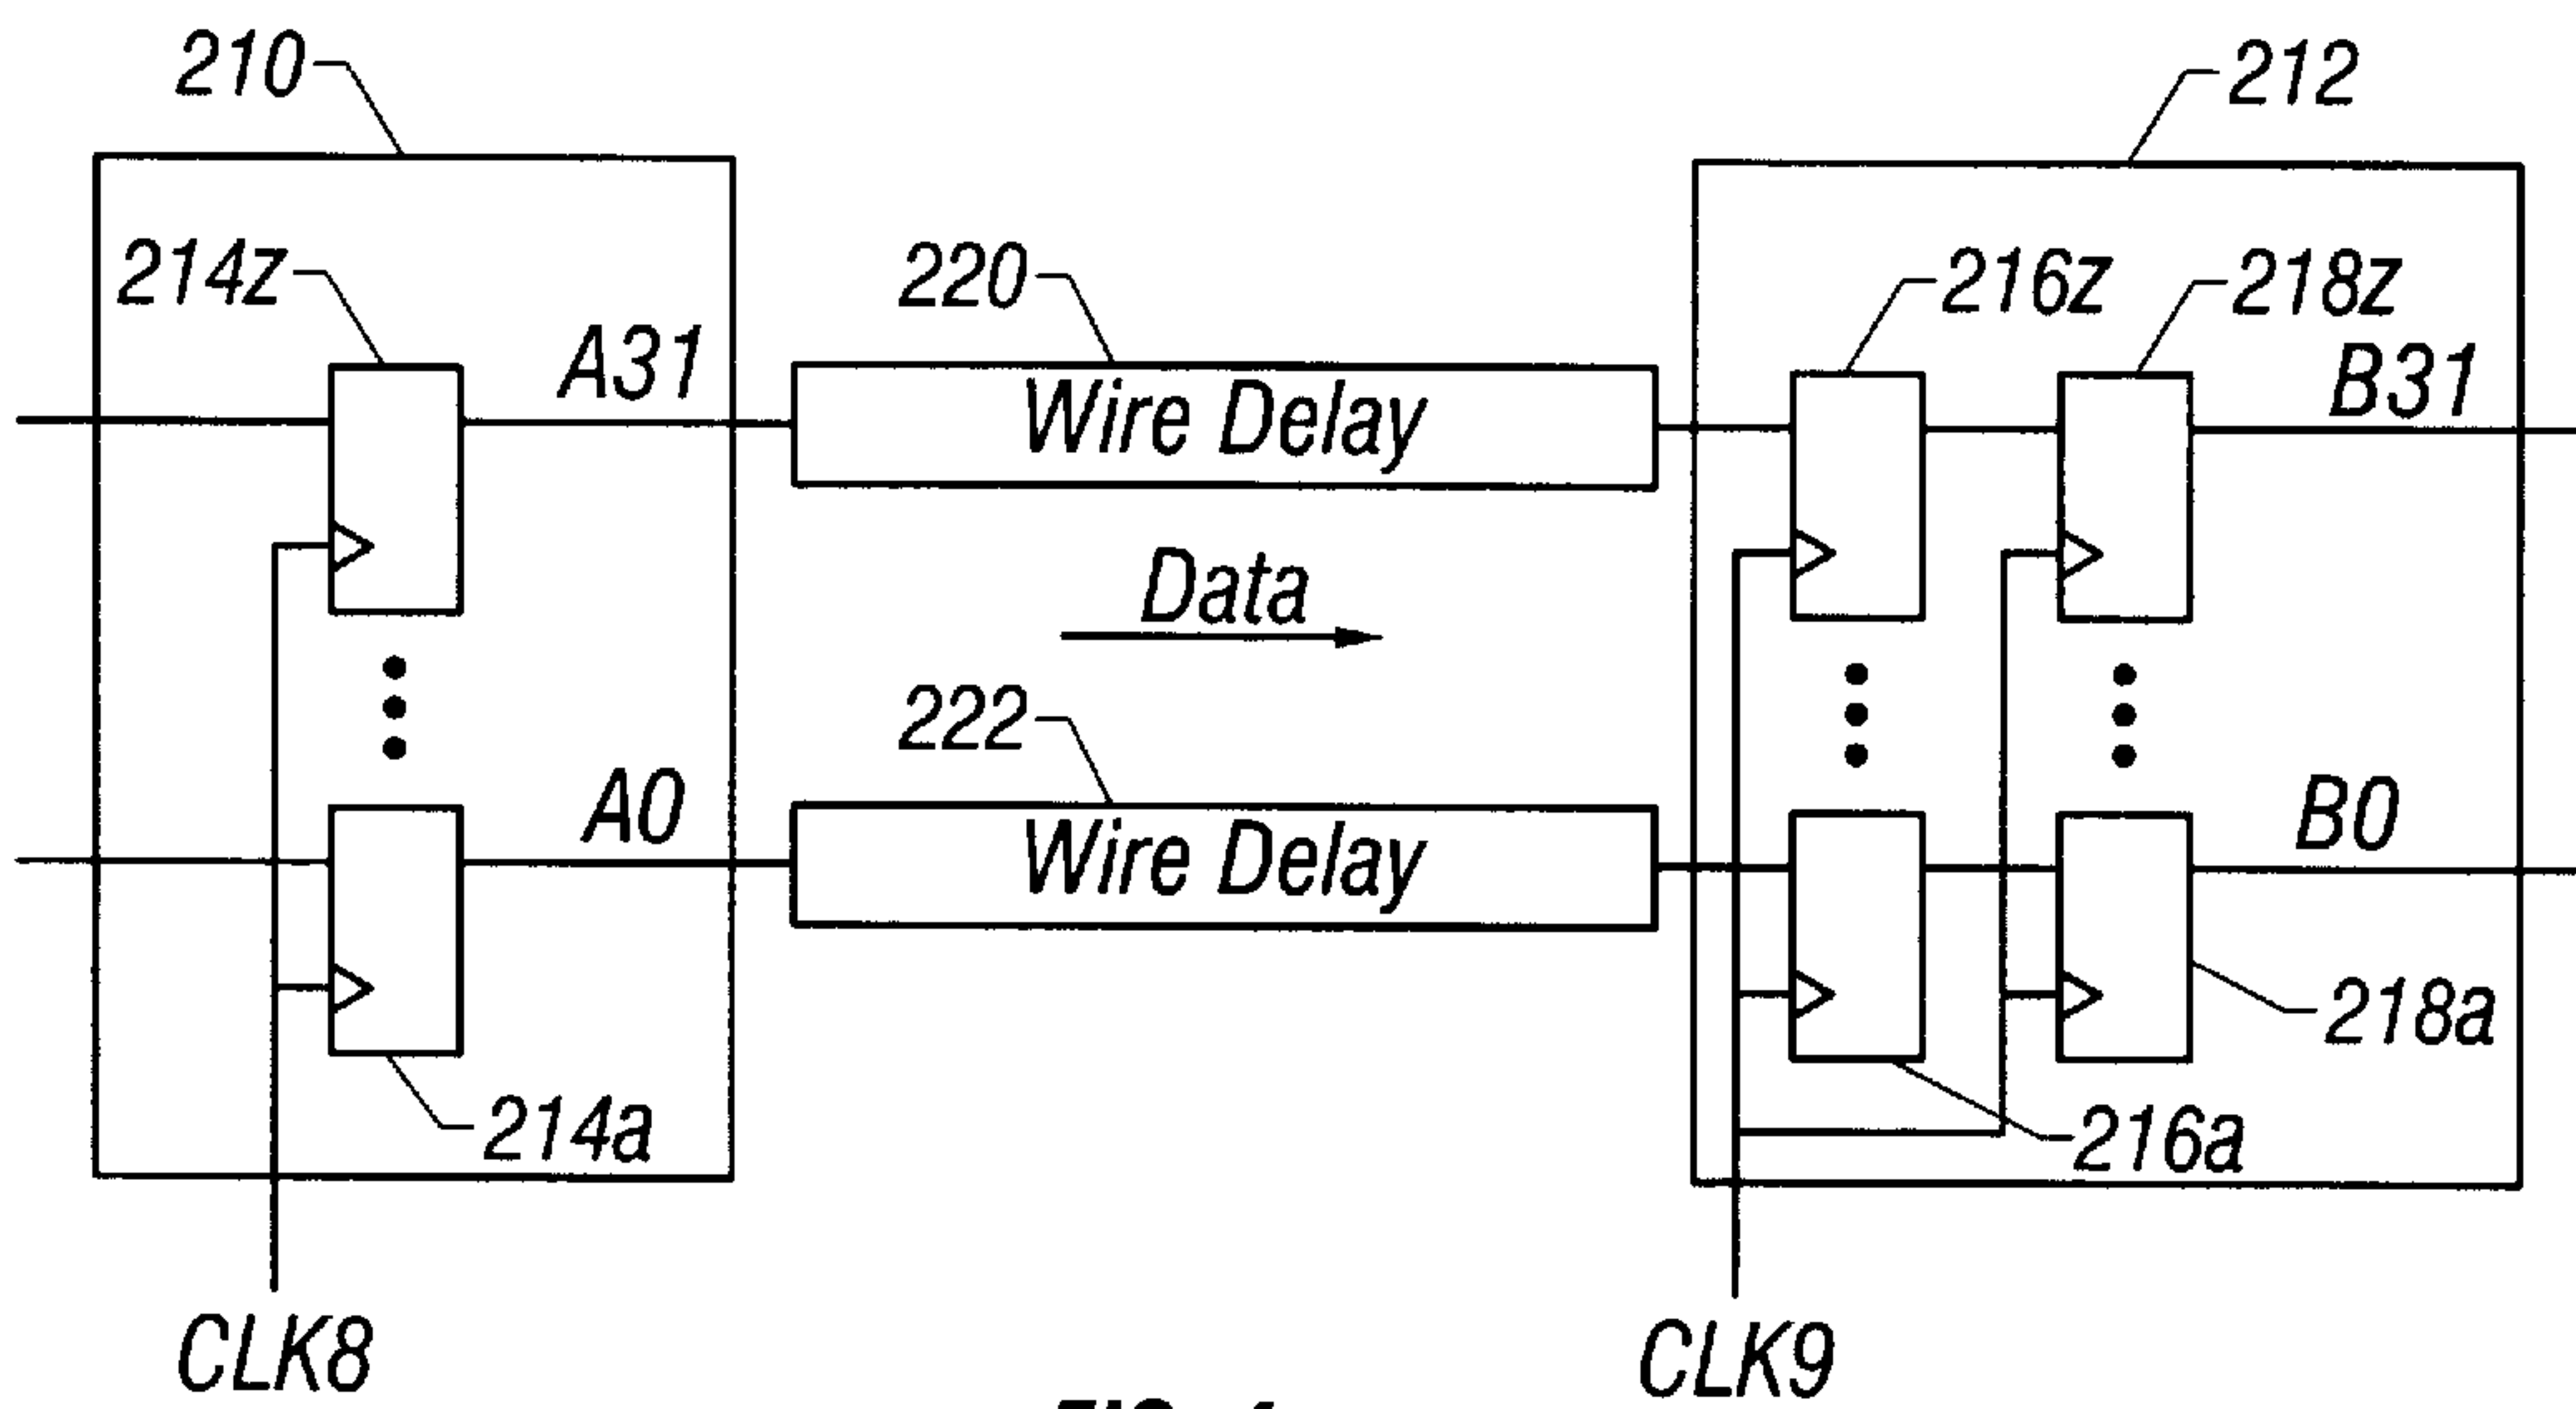 210
212
214z
220
216z
218z
A31
Wire Delay
B31
Data
222
A0
Wire Delay
B0
218a
214a
216a
CLK8
CLK9